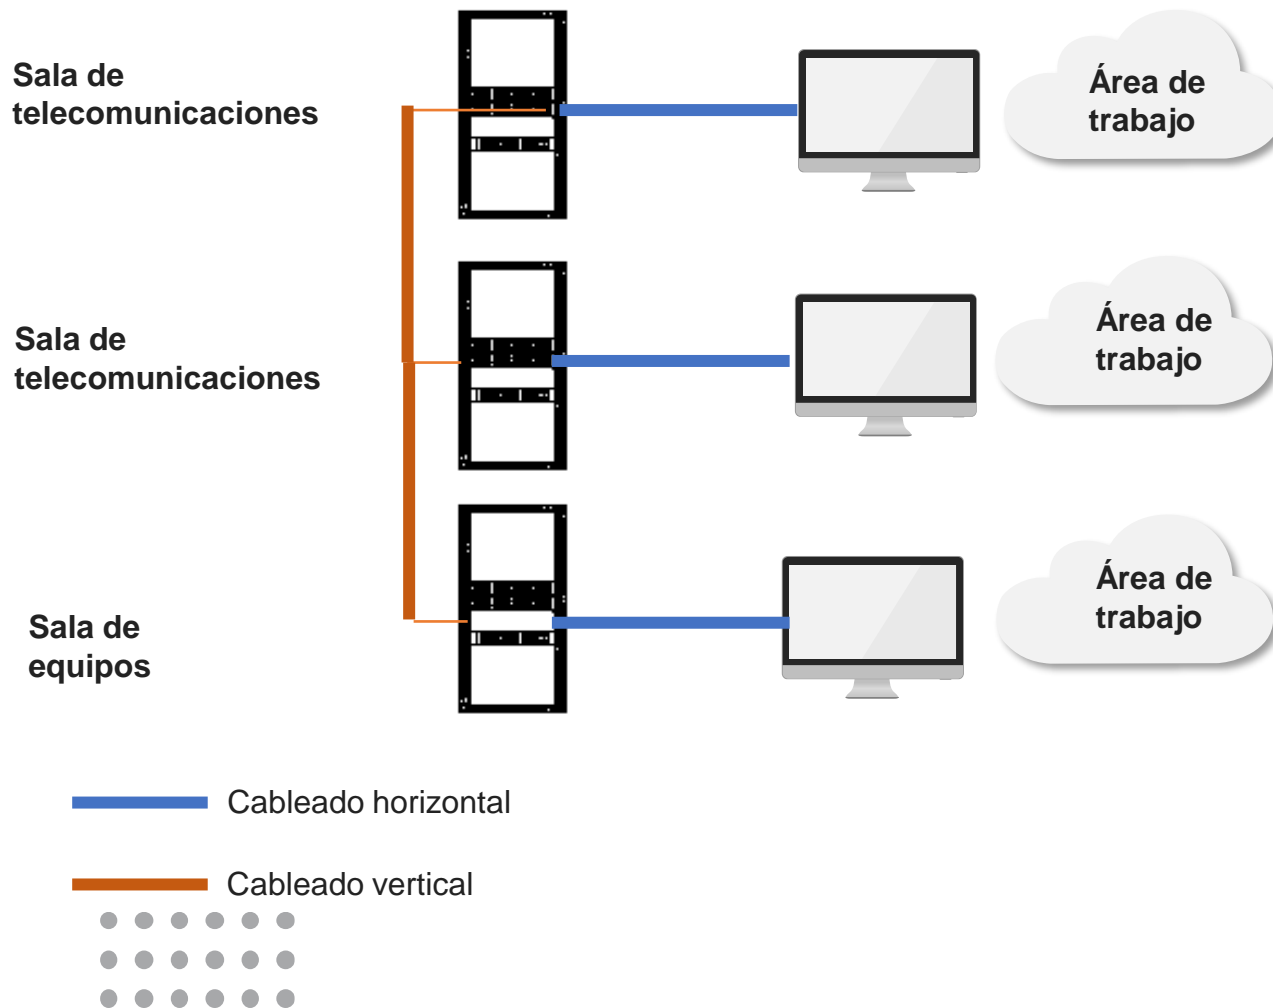 Sala de
telecomunicaciones
Área de
trabajo
Sala de
telecomunicaciones
Área de
trabajo
Sala de
equipos
Área de
trabajo
Cableado horizontal
Cableado vertical